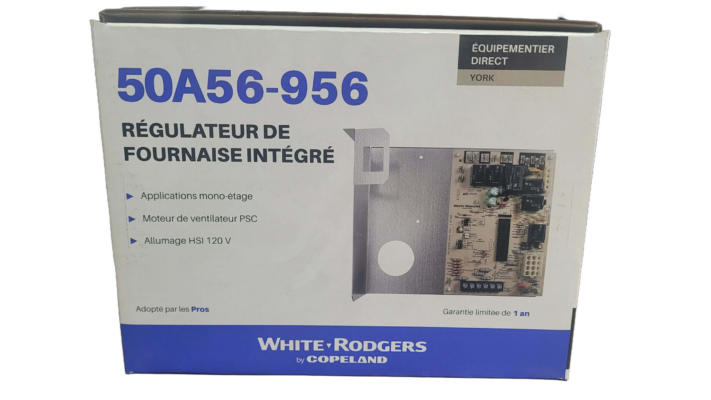 ÉQUIPEMENTIER
DIRECT
YORK
50A56-956
RÉGULATEUR DE
FOURNAISE INTÉGRÉ
Applications mono-étage
Moteur de ventilateur PSC
Allumage HSI 120 V
Adopté par les Pros
Garantie limitée de 1 an
WHITE RODGERS
by COPELAND